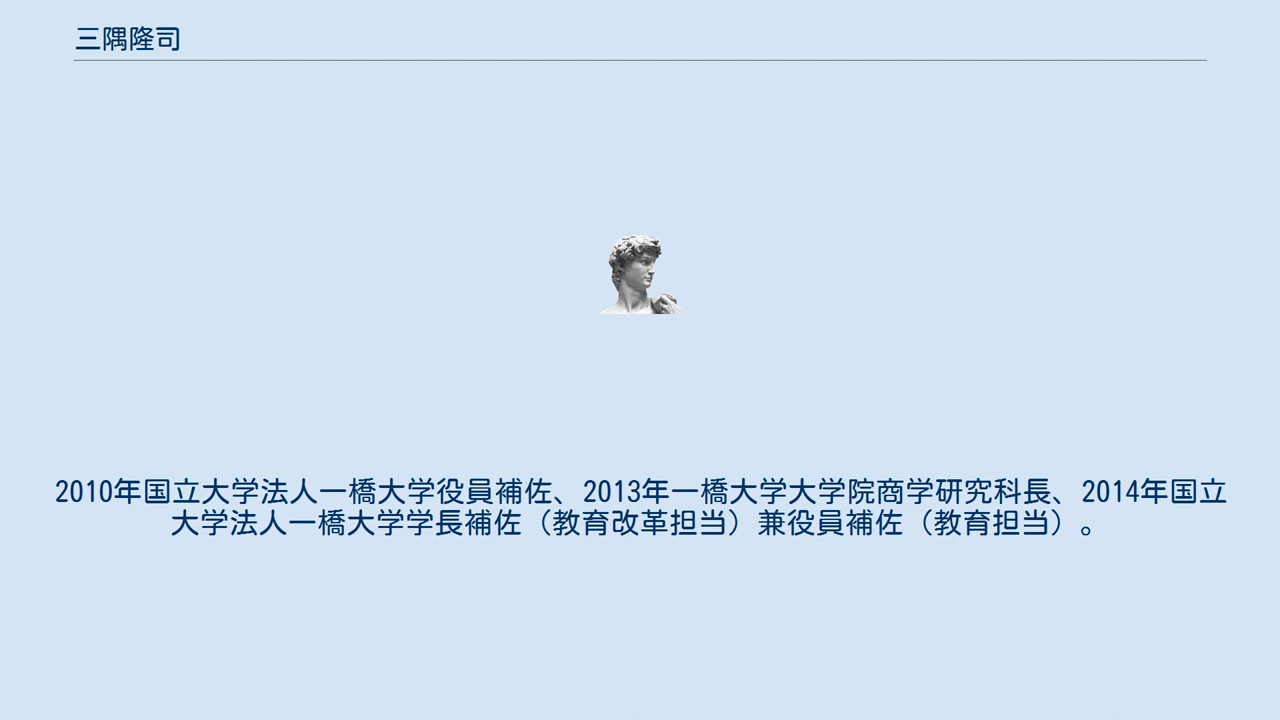 三隅隆司
2010年国立大学法人一橋大学役員補佐、2013年一橋大学大学院商学研究科長、2014年国立
大学法人一橋大学学長補佐（教育改革担当）兼役員補佐（教育担当）。